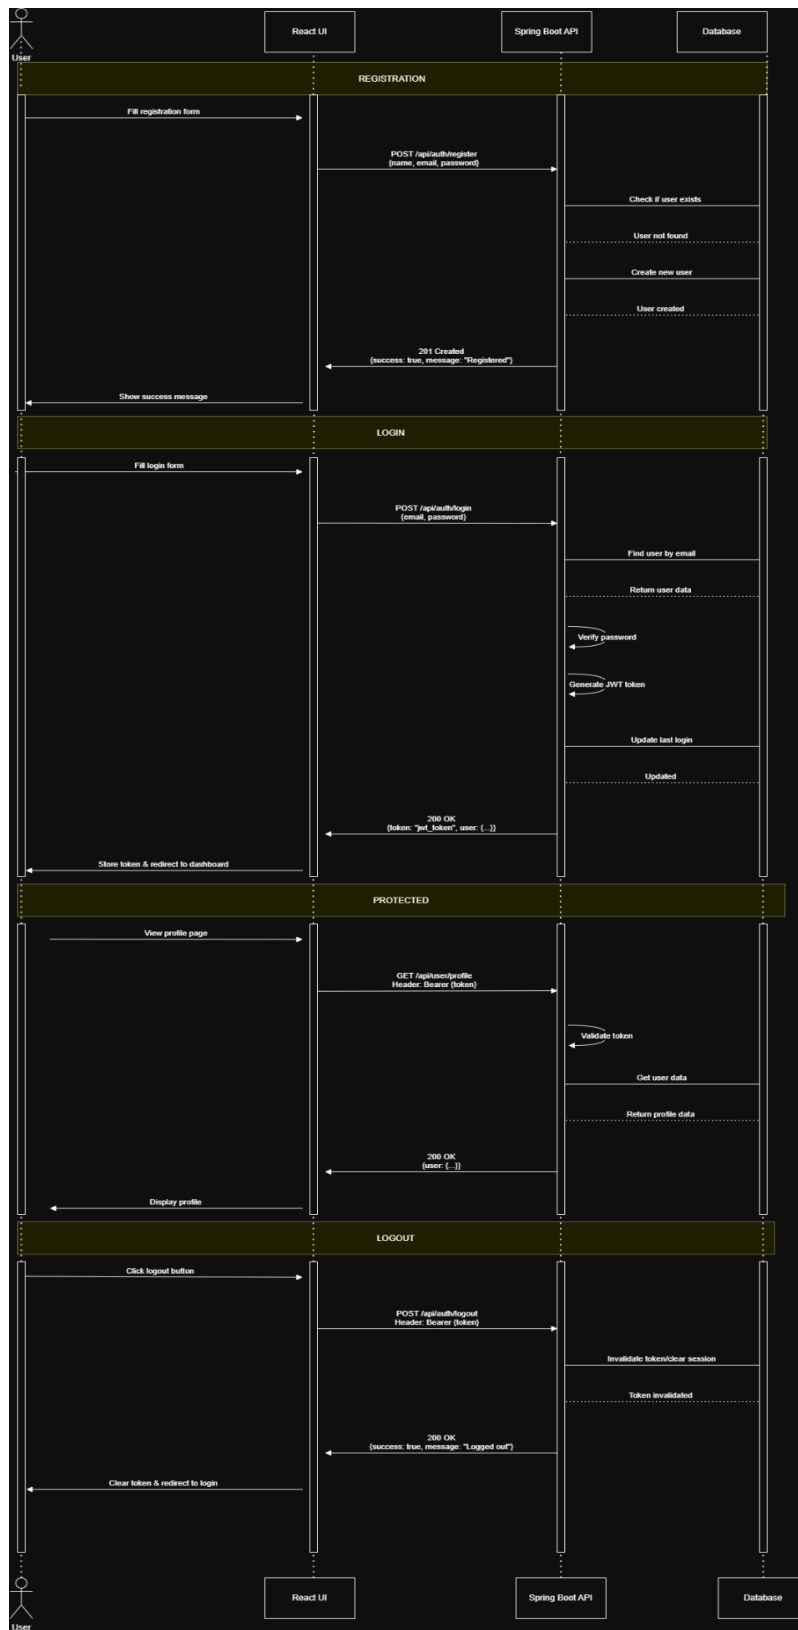 User
React UI
Spring Boot API
Database
REGISTRATION
Fill registration form
POST /api/auth/register
{name, email, password}
Check if user exists
User not found
Create new user
User created
201 Created
{success: true, message: "Registered"}
Show success message
LOGIN
Fill login form
POST /api/auth/login
{email, password}
Find user by email
Return user data
Verify password
Generate JWT token
Update last login
Updated
200 OK
{token: "jwt_token", user: {...}}
Store token & redirect to dashboard
PROTECTED
View profile page
GET /api/user/profile
Header: Bearer {token}
Validate token
Get user data
Return profile data
200 OK
{user: {...}}
Display profile
LOGOUT
Click logout button
POST /api/auth/logout
Header: Bearer {token}
Invalidate token/clear session
Token invalidated
200 OK
{success: true, message: "Logged out"}
Clear token & redirect to login
User
React UI
Spring Boot API
Database